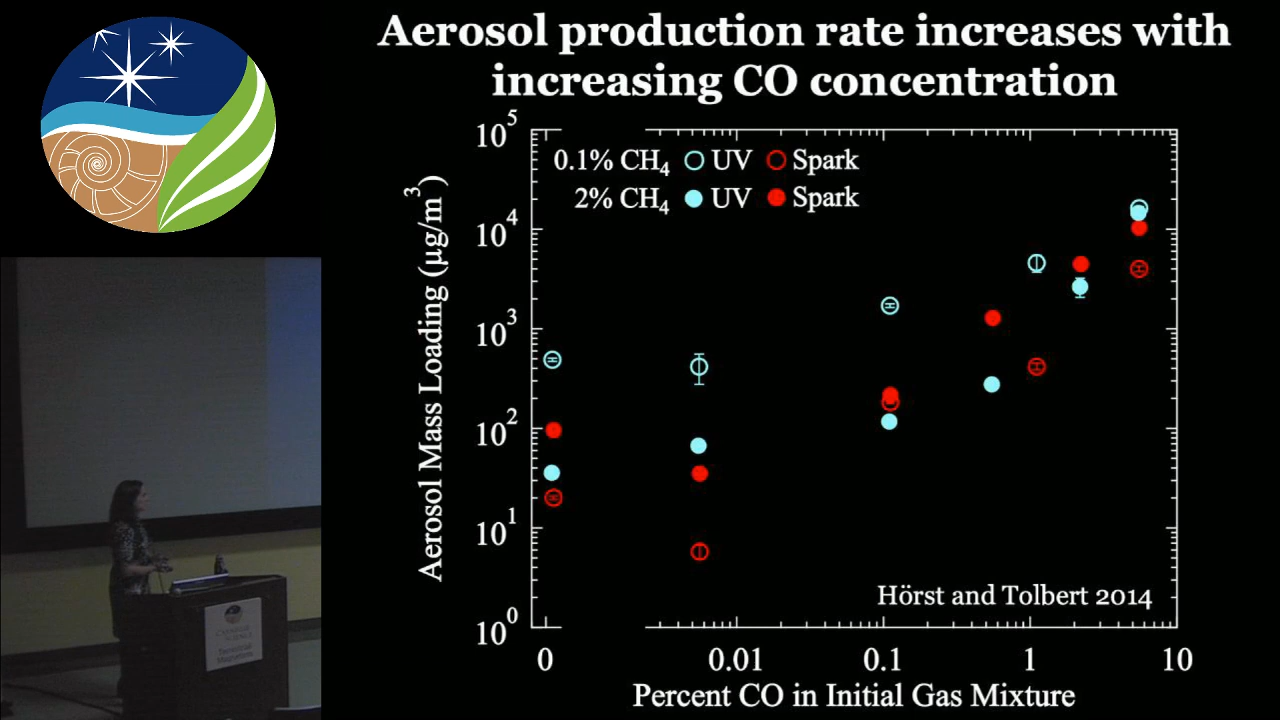 Aerosol production rate increases with
increasing CO concentration
0.1% CH₄ UV Spark
2% CH₄ UV Spark
Aerosol Mass Loading (µg/m³)
10⁵
10⁴
10³
10²
10¹
10⁰
Hörst and Tolbert 2014
0 0.01 0.1 1 10
Percent CO in Initial Gas Mixture